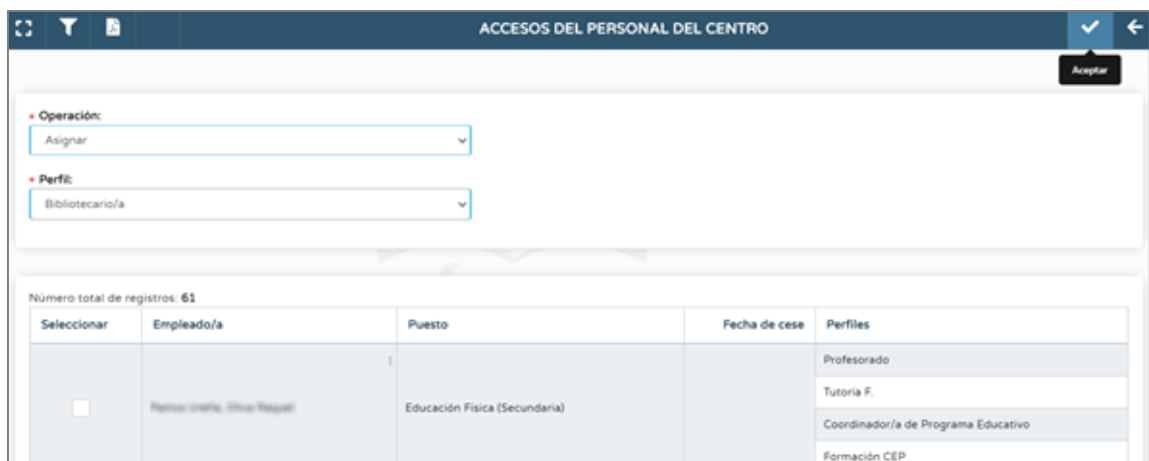 ACCESOS DEL PERSONAL DEL CENTRO
Aceptar
* Operación:
Asignar
* Perfil:
Bibliotecario/a
Número total de registros: 61
Seleccionar Empleado/a Puesto Fecha de cese Perfiles
Profesorado
Tutoría F.
Educación Física (Secundaria)
Coordinador/a de Programa Educativo
Formación CEP